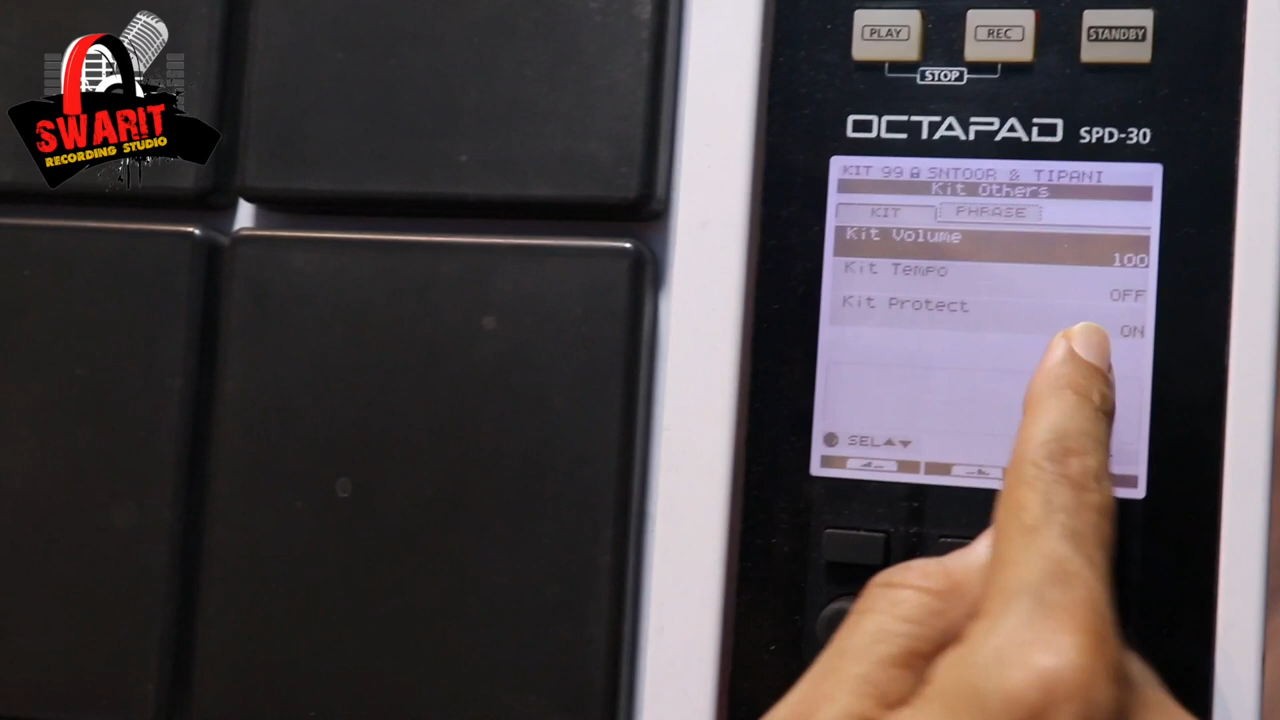 SWARIT
RECORDING STUDIO
PLAY
REC
STANDBY
STOP
OCTAPAD SPD-30
KIT 99 SNTOOR & TIPANI
Kit Others
KIT PHRASE
Kit Volume
100
Kit Tempo
OFF
Kit Protect
ON
SEL▲▼